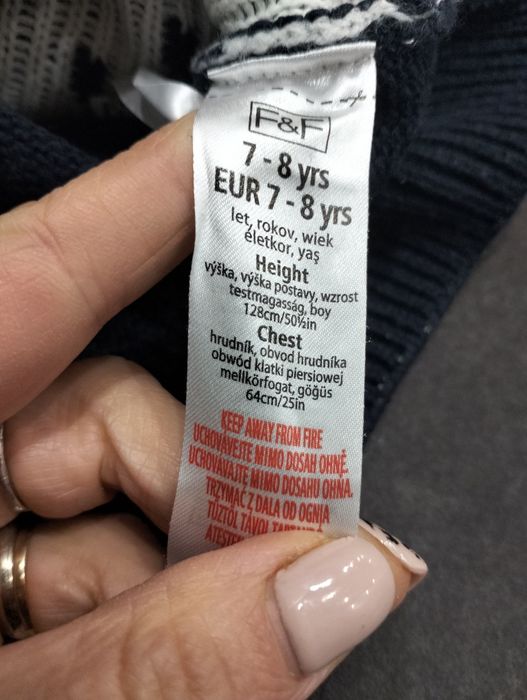 F&F
7 - 8 yrs
EUR 7 - 8 yrs
let, rokov, wiek
életkor, yaş
Height
výška, výška postavy, wzrost
testmagasság, boy
128cm/50½in
Chest
hrudník, obvod hrudníka
obwód klatki piersiowej
mellkörfogat, göğüs
64cm/25in
KEEP AWAY FROM FIRE
UCHOVÁVEJTE MIMO DOSAH OHNĚ.
UCHOVÁVAJTE MIMO DOSAHU OHŇA.
TRZYMAĆ Z DALA OD OGNIA
TŰZTŐL TÁVOL